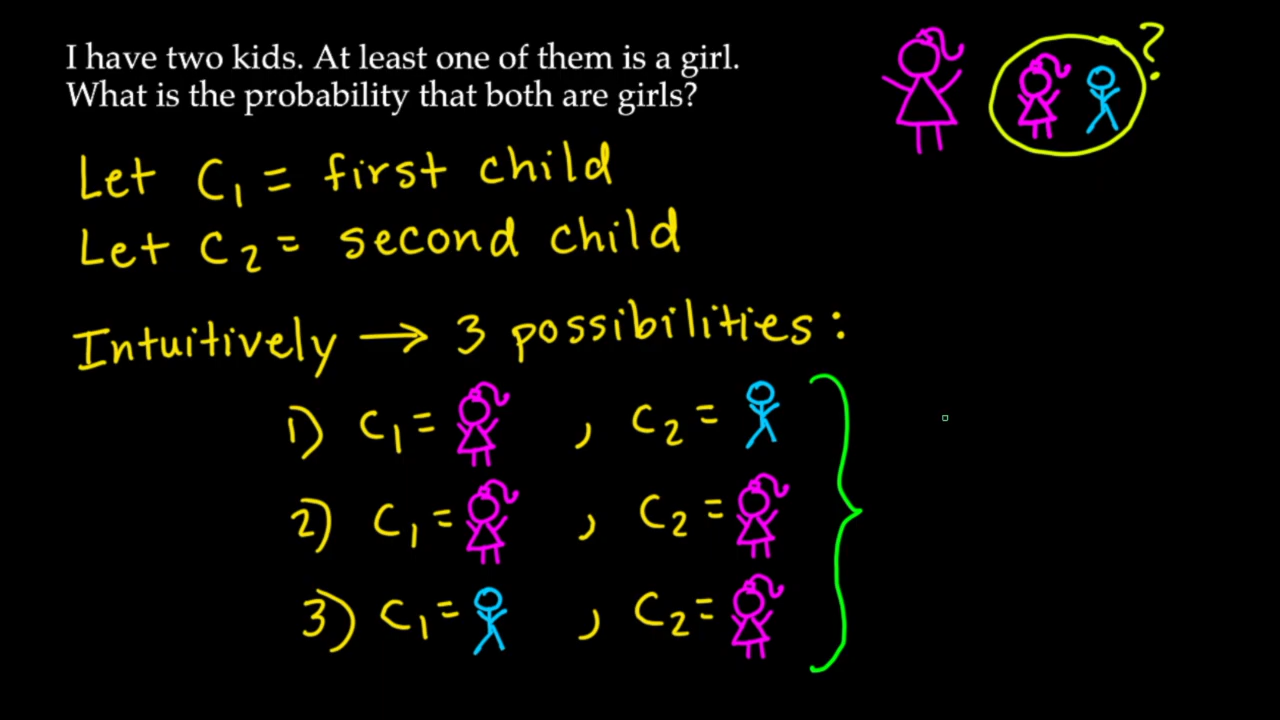 I have two kids. At least one of them is a girl.
What is the probability that both are girls?
?
Let C₁ = first child
Let C₂ = second child
Intuitively → 3 possibilities:
1) C₁ = , C₂ =
2) C₁ = , C₂ =
3) C₁ = , C₂ =